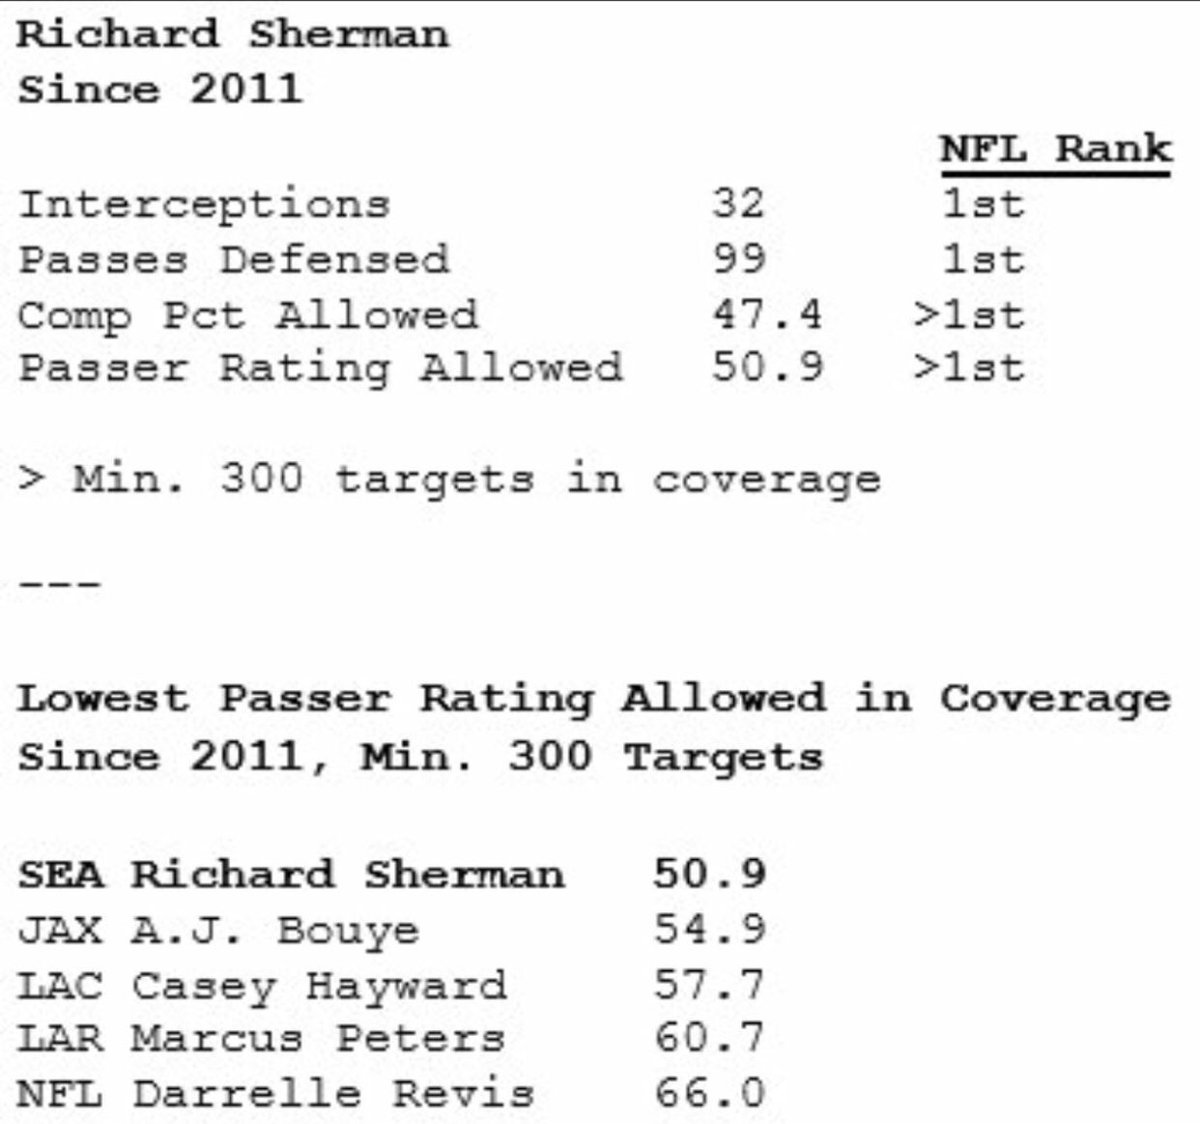 Richard Sherman
Since 2011
NFL Rank
Interceptions 32 1st
Passes Defensed 99 1st
Comp Pct Allowed 47.4 >1st
Passer Rating Allowed 50.9 >1st
> Min. 300 targets in coverage
---
Lowest Passer Rating Allowed in Coverage
Since 2011, Min. 300 Targets
SEA Richard Sherman 50.9
JAX A.J. Bouye 54.9
LAC Casey Hayward 57.7
LAR Marcus Peters 60.7
NFL Darrelle Revis 66.0